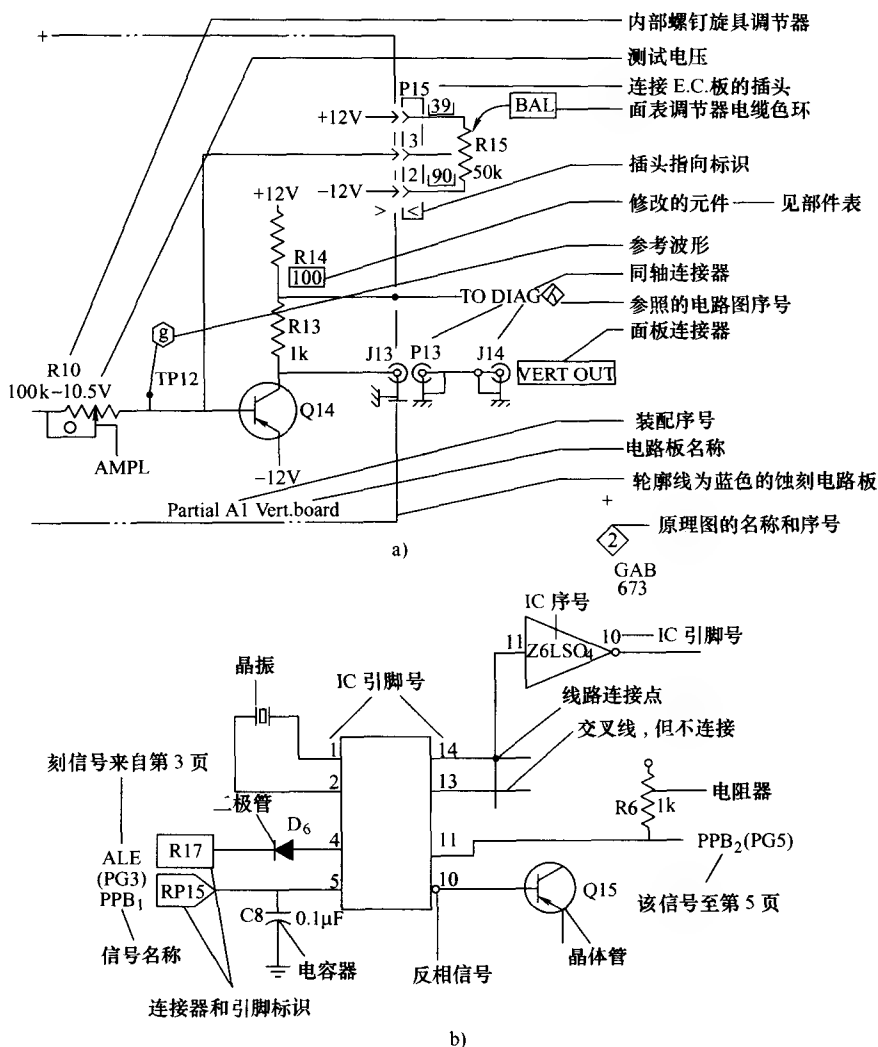 内部螺钉旋具调节器
+
测试电压
P15
连接 E.C.板的插头
39
BAL
面表调节器电缆色环
+12V
3
R15
50k
插头指向标识
-12V
2
90
+12V
> <
修改的元件——见部件表
R14
100
参考波形
同轴连接器
TO DIAG
参照的电路图序号
g
R13
1k
面板连接器
J13
P13
J14
VERT OUT
R10
100k-10.5V
TP12
Q14
装配序号
AMPL
-12V
电路板名称
Partial A1 Vert.board
轮廓线为蓝色的蚀刻电路板
+
2
原理图的名称和序号
a)
GAB
673
IC 序号
11
Z6LSO4
10
IC 引脚号
晶振
IC 引脚号
线路连接点
1
14
交叉线,但不连接
刻信号来自第 3 页
2
13
二极管
电阻器
R6
1k
D6
4
11
R17
PPB2(PG5)
ALE
(PG3)
PPB1
RP15
5
10
Q15
C8
0.1μF
该信号至第 5 页
信号名称
电容器
反相信号
晶体管
连接器和引脚标识
b)